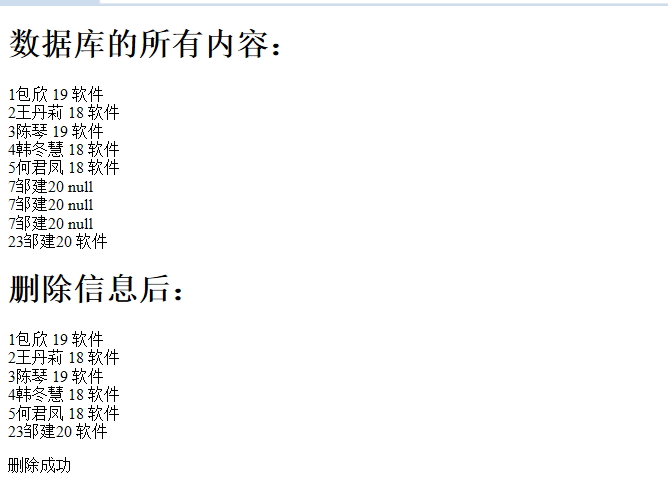 数据库的所有内容：
1包欣 19 软件
2王丹莉 18 软件
3陈琴 19 软件
4韩冬慧 18 软件
5何君凤 18 软件
7邹建20 null
7邹建20 null
7邹建20 null
23邹建20 软件
删除信息后：
1包欣 19 软件
2王丹莉 18 软件
3陈琴 19 软件
4韩冬慧 18 软件
5何君凤 18 软件
23邹建20 软件
删除成功